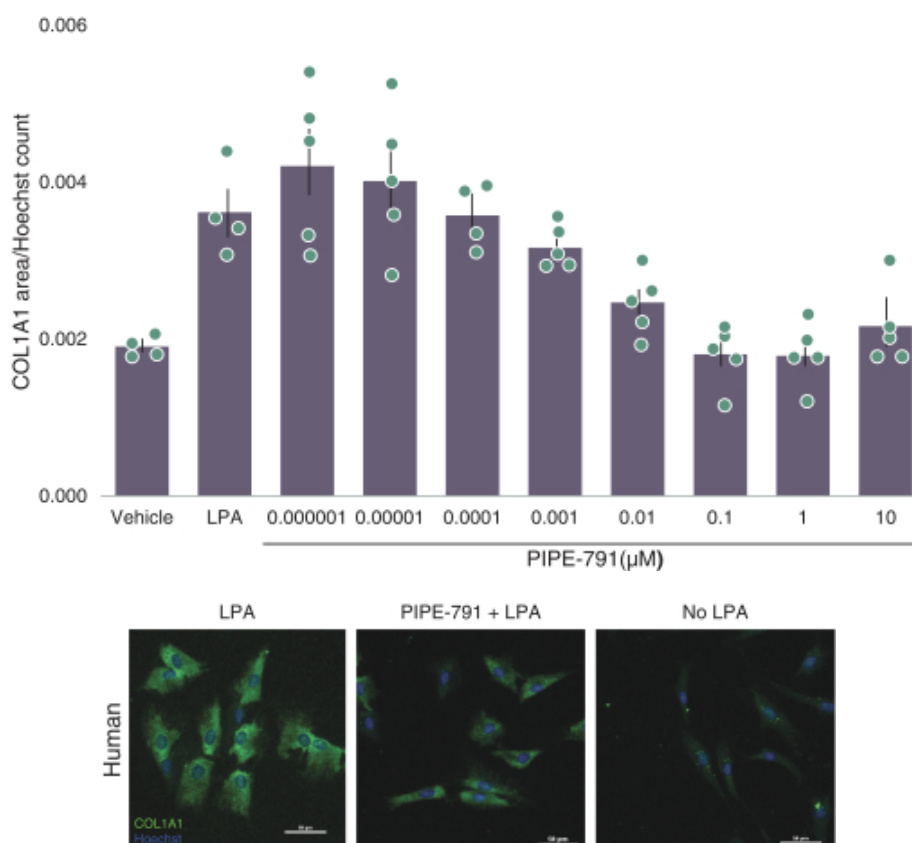 0.006
0.004
0.002
0.000
COL1A1 area/Hoechst count
Vehicle LPA 0.000001 0.00001 0.0001 0.001 0.01 0.1 1 10
PIPE-791(µM)
LPA PIPE-791 + LPA No LPA
Human
COL1A1
Hoechst